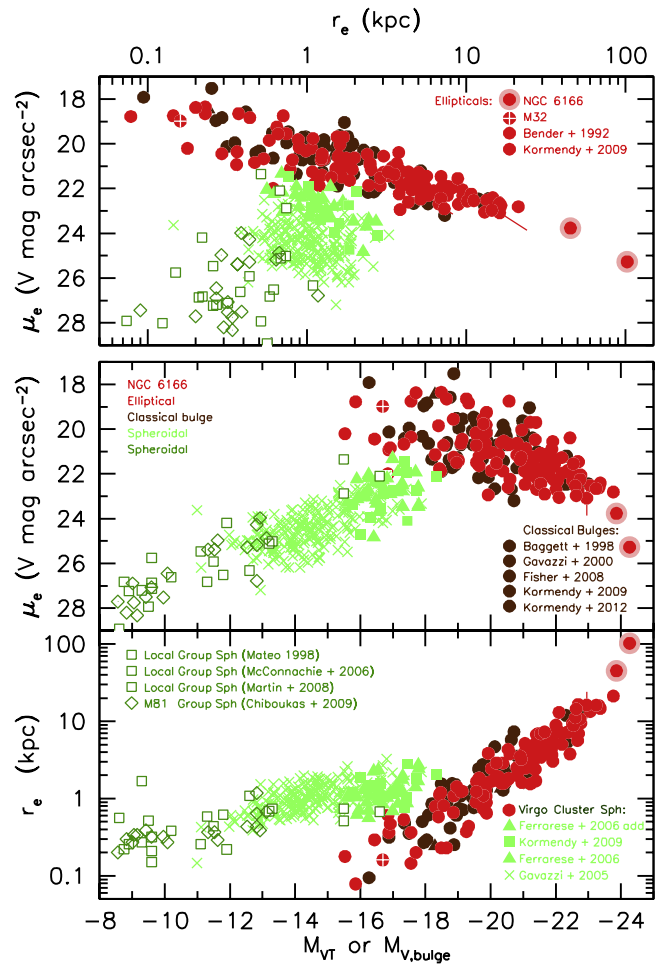 r_e (kpc)
0.1 1 10 100
18
20
22
24
26
28
μ_e (V mag arcsec⁻²)
Ellipticals: NGC 6166
M32
Bender + 1992
Kormendy + 2009
18
20
22
24
26
28
μ_e (V mag arcsec⁻²)
NGC 6166
Elliptical
Classical bulge
Spheroidal
Spheroidal
Classical Bulges:
Baggett + 1998
Gavazzi + 2000
Fisher + 2008
Kormendy + 2009
Kormendy + 2012
100
10
1
0.1
r_e (kpc)
Local Group Sph (Mateo 1998)
Local Group Sph (McConnachie + 2006)
Local Group Sph (Martin + 2008)
M81 Group Sph (Chiboukas + 2009)
Virgo Cluster Sph:
Ferrarese + 2006 add
Kormendy + 2009
Ferrarese + 2006
Gavazzi + 2005
−8 −10 −12 −14 −16 −18 −20 −22 −24
M_VT or M_V,bulge